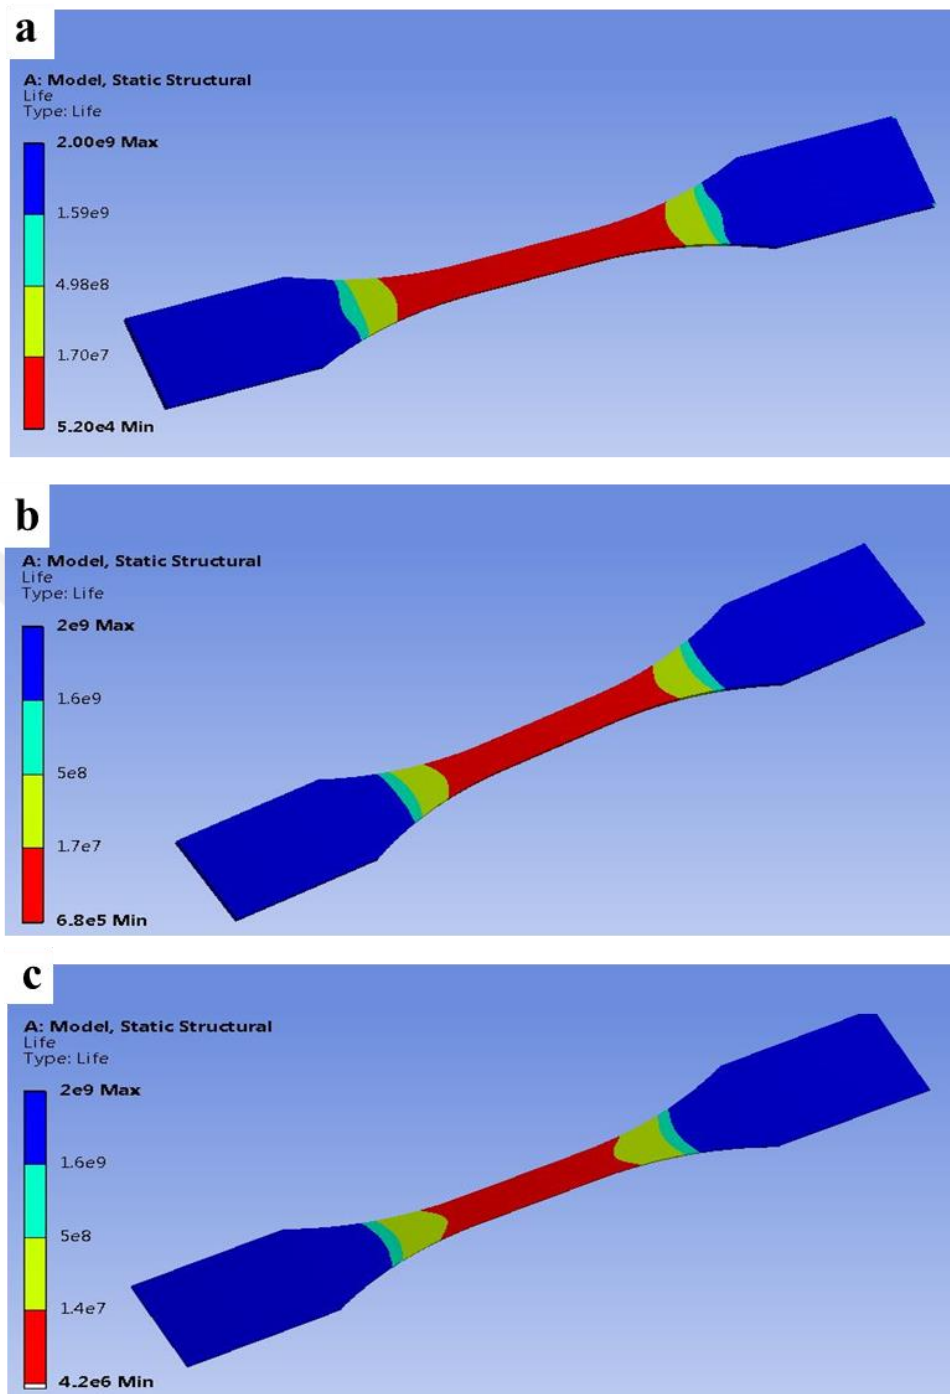 a
A: Model, Static Structural
Life
Type: Life
2.00e9 Max
1.59e9
4.98e8
1.70e7
5.20e4 Min
b
A: Model, Static Structural
Life
Type: Life
2e9 Max
1.6e9
5e8
1.7e7
6.8e5 Min
c
A: Model, Static Structural
Life
Type: Life
2e9 Max
1.6e9
5e8
1.4e7
4.2e6 Min